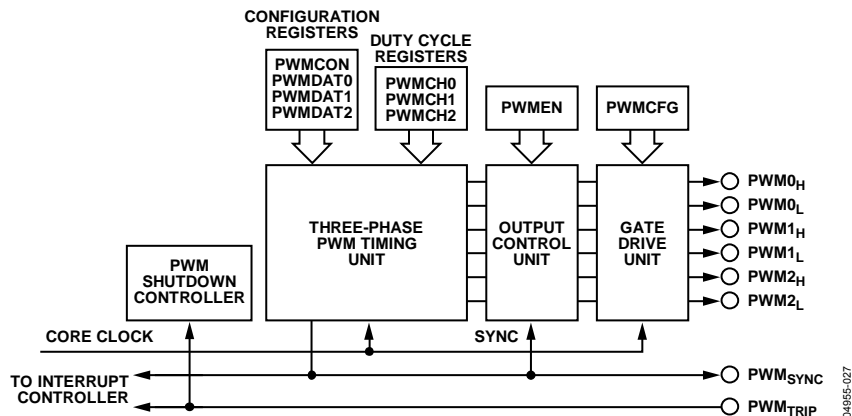 CONFIGURATION
REGISTERS
DUTY CYCLE
REGISTERS
PWMCON
PWMDAT0
PWMDAT1
PWMDAT2
PWMCH0
PWMCH1
PWMCH2
PWMEN
PWMCFG
THREE-PHASE
PWM TIMING
UNIT
OUTPUT
CONTROL
UNIT
GATE
DRIVE
UNIT
PWM0H
PWM0L
PWM1H
PWM1L
PWM2H
PWM2L
PWM
SHUTDOWN
CONTROLLER
CORE CLOCK
SYNC
TO INTERRUPT
CONTROLLER
PWMSYNC
PWMTRIP
04955-027